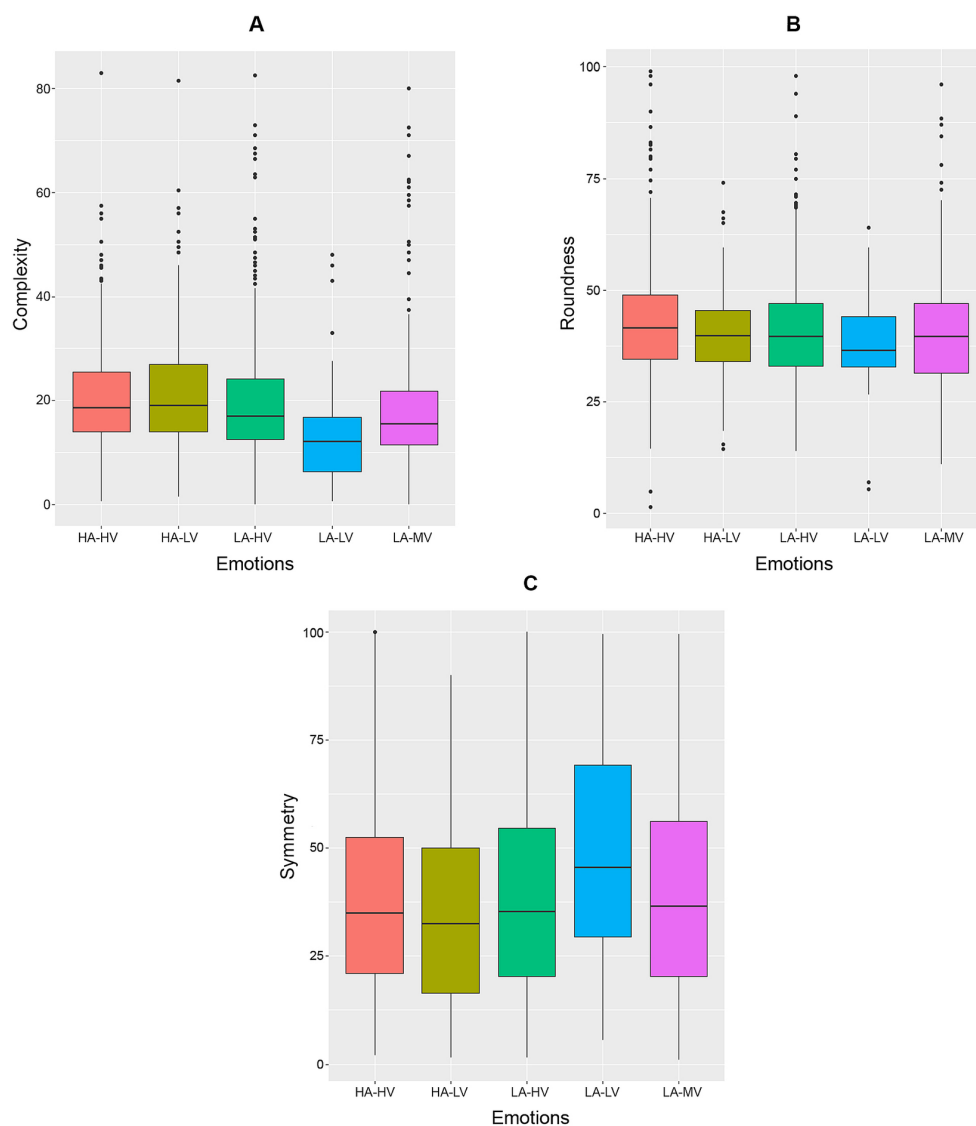 A
Complexity
80
60
40
20
0
HA-HV HA-LV LA-HV LA-LV LA-MV
Emotions
B
Roundness
100
75
50
25
0
HA-HV HA-LV LA-HV LA-LV LA-MV
Emotions
C
Symmetry
100
75
50
25
0
HA-HV HA-LV LA-HV LA-LV LA-MV
Emotions